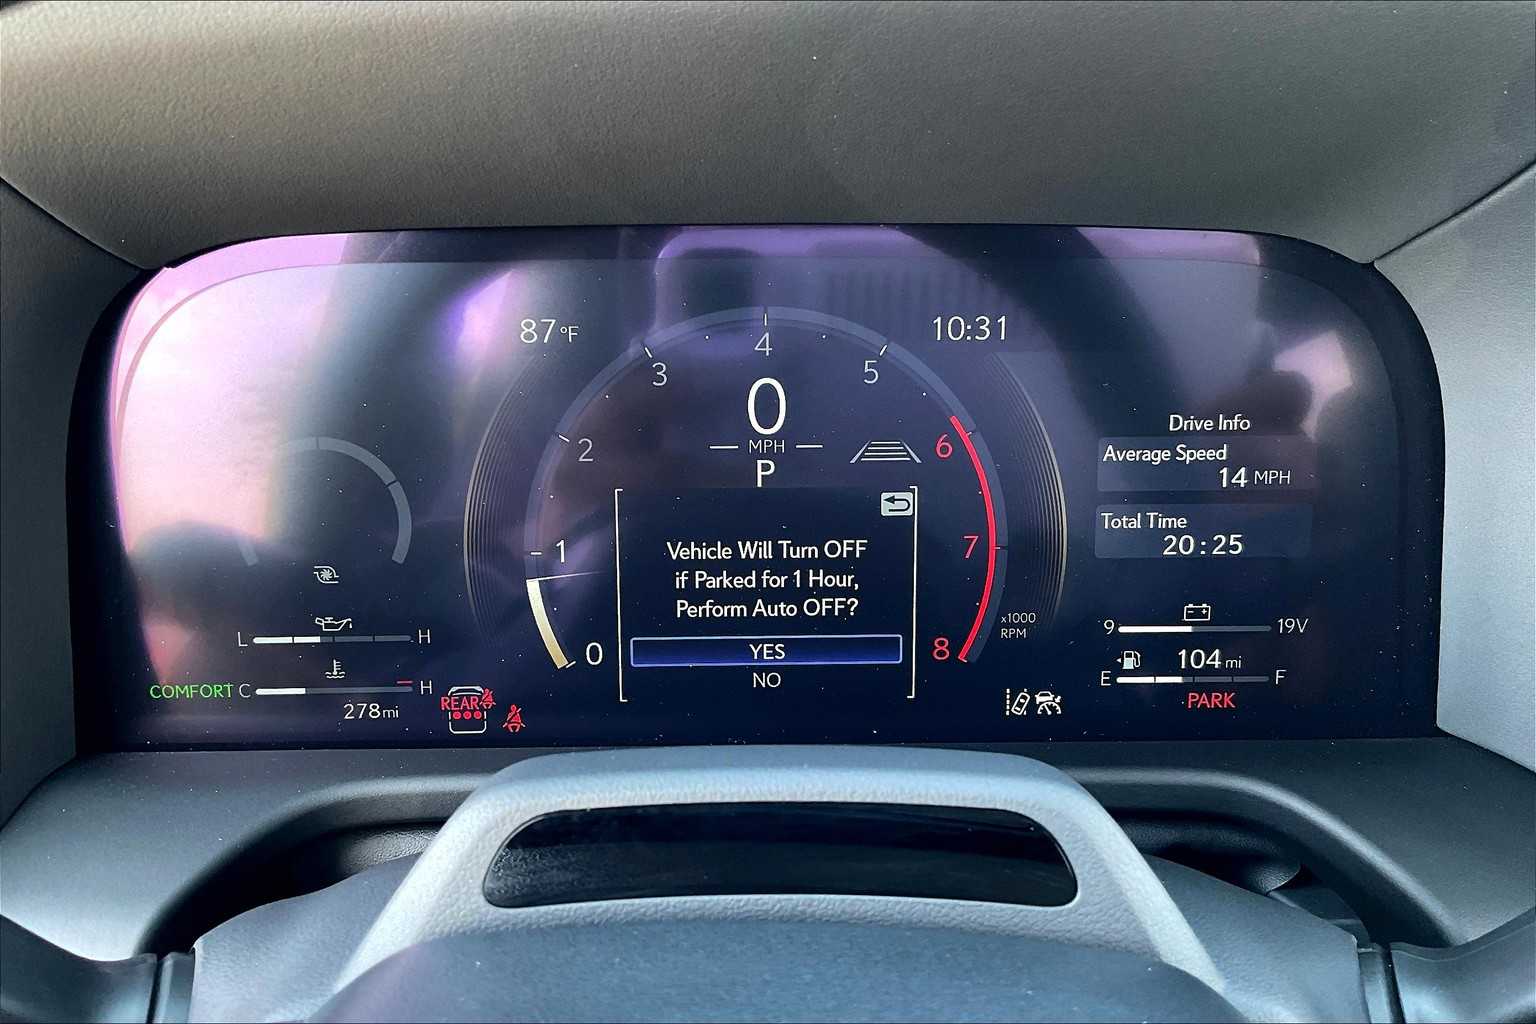 87°F
10:31
4
3
5
0
2
MPH
6
P
Drive Info
Average Speed
14 MPH
Total Time
20:25
Vehicle Will Turn OFF
if Parked for 1 Hour,
Perform Auto OFF?
YES
NO
1
7
0
8
x1000
RPM
L H
9 19V
104 mi
E F
PARK
COMFORT C H
278 mi
REAR